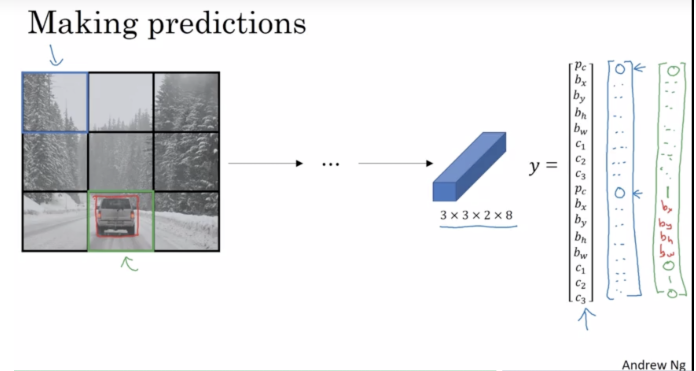 Making predictions
...
3 × 3 × 2 × 8
y =
p_c
b_x
b_y
b_h
b_w
c_1
c_2
c_3
p_c
b_x
b_y
b_h
b_w
c_1
c_2
c_3
0
0
0
1
b_x
b_y
b_h
b_w
0
1
0
Andrew Ng